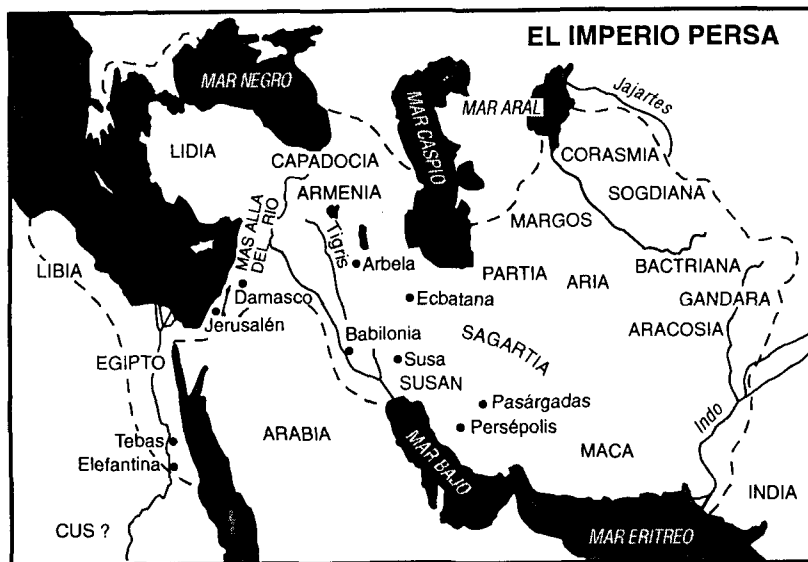 EL IMPERIO PERSA
MAR NEGRO
MAR CASPIO
MAR ARAL
Jajartes
LIDIA
CAPADOCIA
CORASMIA
ARMENIA
SOGDIANA
MARGOS
MAS ALLA
DEL RIO
Tigris
LIBIA
Arbela
PARTIA
ARIA
BACTRIANA
Damasco
Ecbatana
GANDARA
Jerusalén
ARACOSIA
Babilonia
SAGARTIA
EGIPTO
Susa
SUSAN
Pasárgadas
Indo
Tebas
ARABIA
Persépolis
MACA
Elefantina
MAR BAJO
INDIA
CUS ?
MAR ERITREO